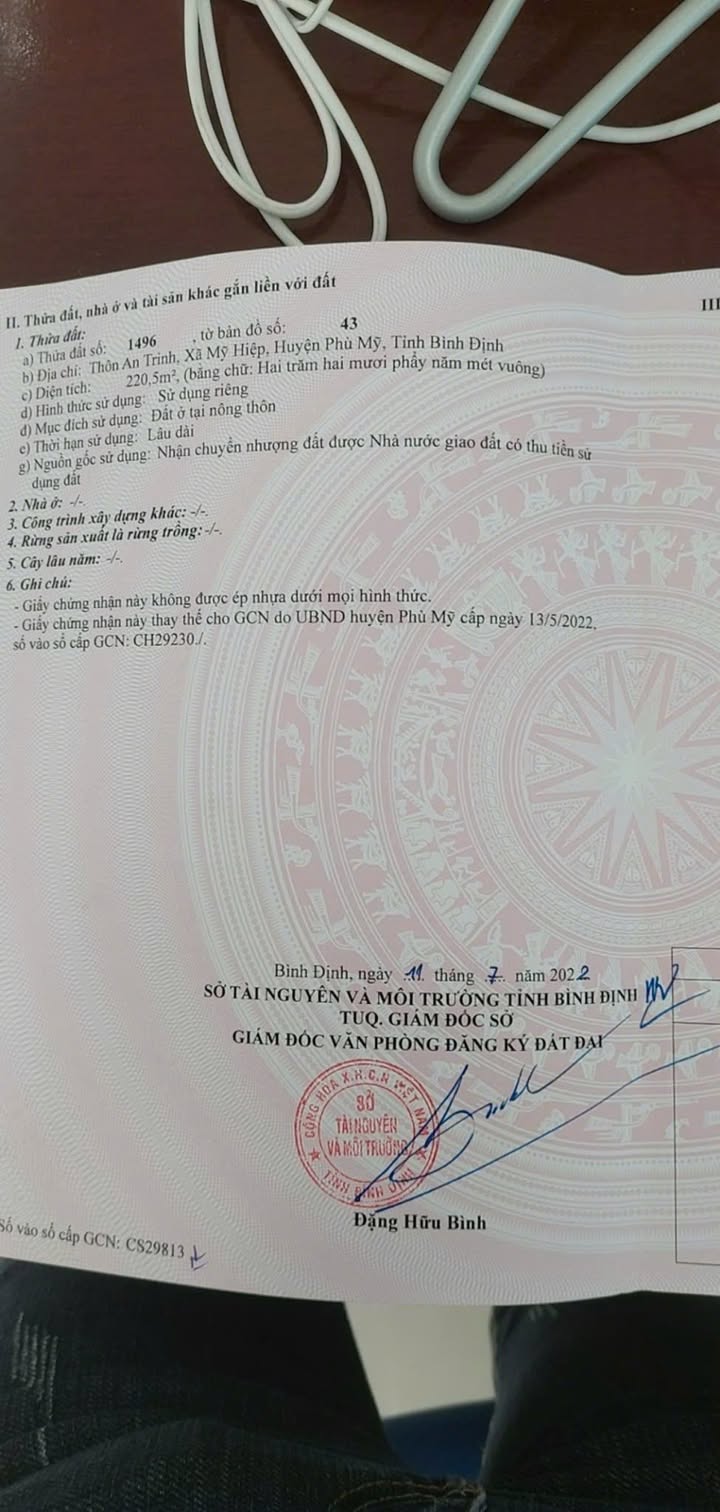 II. Thửa đất, nhà ở và tài sản khác gắn liền với đất
III
1. Thửa đất:
a) Thửa đất số: 1496 , tờ bản đồ số: 43
b) Địa chỉ: Thôn An Trinh, Xã Mỹ Hiệp, Huyện Phù Mỹ, Tỉnh Bình Định
c) Diện tích: 220,5m², (bằng chữ: Hai trăm hai mươi phẩy năm mét vuông)
d) Hình thức sử dụng: Sử dụng riêng
đ) Mục đích sử dụng: Đất ở tại nông thôn
e) Thời hạn sử dụng: Lâu dài
g) Nguồn gốc sử dụng: Nhận chuyển nhượng đất được Nhà nước giao đất có thu tiền sử
dụng đất
2. Nhà ở: -/-.
3. Công trình xây dựng khác: -/-.
4. Rừng sản xuất là rừng trồng: -/-.
5. Cây lâu năm: -/-.
6. Ghi chú:
- Giấy chứng nhận này không được ép nhựa dưới mọi hình thức.
- Giấy chứng nhận này thay thế cho GCN do UBND huyện Phù Mỹ cấp ngày 13/5/2022,
số vào sổ cấp GCN: CH29230./.
Bình Định, ngày 11 tháng 7 năm 2022
SỞ TÀI NGUYÊN VÀ MÔI TRƯỜNG TỈNH BÌNH ĐỊNH
TUQ. GIÁM ĐỐC SỞ
GIÁM ĐỐC VĂN PHÒNG ĐĂNG KÝ ĐẤT ĐAI
CỘNG HÒA X.H.C.N VIỆT NAM
SỞ
TÀI NGUYÊN
VÀ MÔI TRƯỜNG
TỈNH BÌNH ĐỊNH
Đặng Hữu Bình
Số vào sổ cấp GCN: CS29813